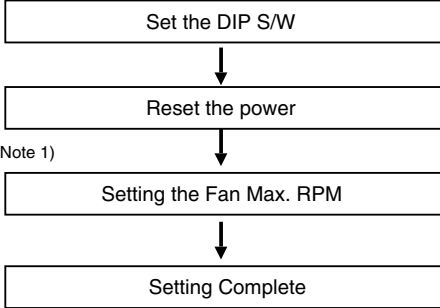 Set the DIP S/W
Reset the power
Note 1)
Setting the Fan Max. RPM
Setting Complete